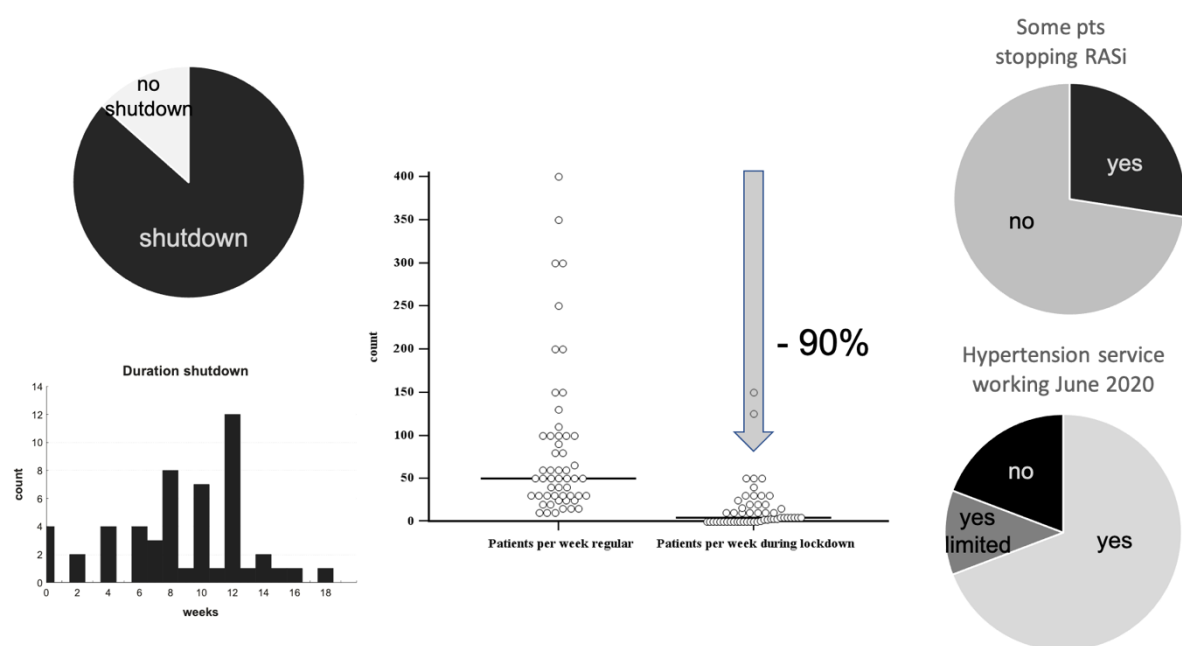 no
shutdown
shutdown
Duration shutdown
14
12
10
8
6
4
2
0
count
0 2 4 6 8 10 12 14 16 18
weeks
400
350
300
250
200
150
100
50
0
count
- 90%
Patients per week regular
Patients per week during lockdown
Some pts
stopping RASi
yes
no
Hypertension service
working June 2020
no
yes
limited
yes